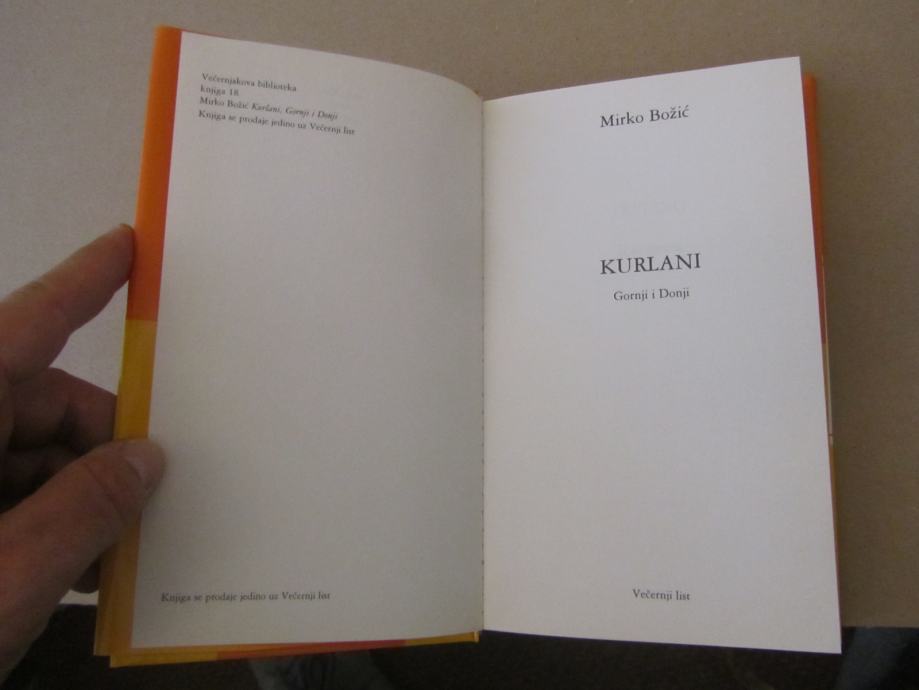 Večernjakova biblioteka
knjiga 18
Mirko Božić Kurlani, Gornji i Donji
Knjiga se prodaje jedino uz Večernji list
Knjiga se prodaje jedino uz Večernji list
Mirko Božić
KURLANI
Gornji i Donji
Večernji list